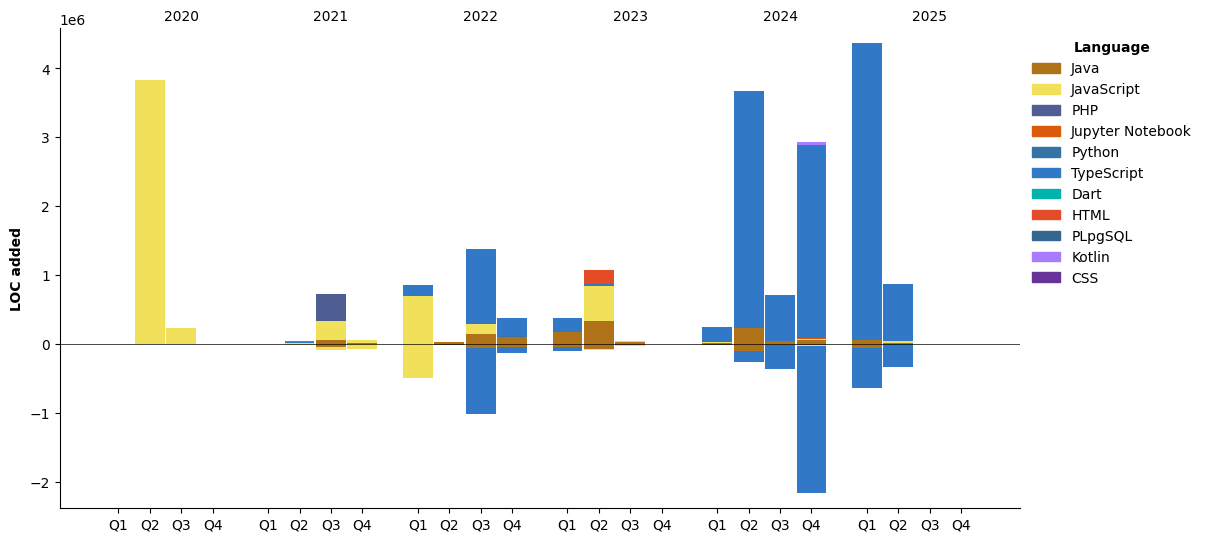 1e6
2020 2021 2022 2023 2024 2025
Language
Java
JavaScript
PHP
Jupyter Notebook
Python
TypeScript
Dart
HTML
PLpgSQL
Kotlin
CSS
LOC added
4
3
2
1
0
−1
−2
Q1 Q2 Q3 Q4 Q1 Q2 Q3 Q4 Q1 Q2 Q3 Q4 Q1 Q2 Q3 Q4 Q1 Q2 Q3 Q4 Q1 Q2 Q3 Q4